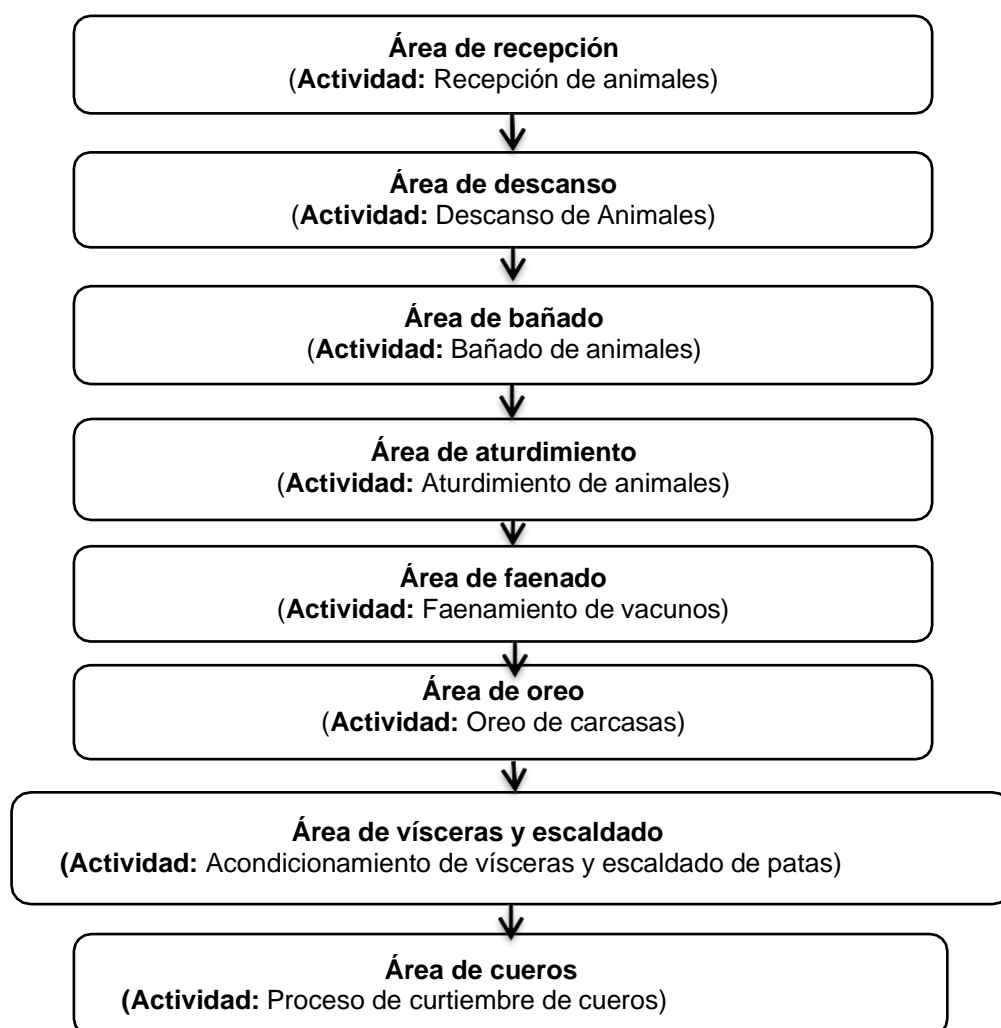 Área de recepción
(Actividad: Recepción de animales)
Área de descanso
(Actividad: Descanso de Animales)
Área de bañado
(Actividad: Bañado de animales)
Área de aturdimiento
(Actividad: Aturdimiento de animales)
Área de faenado
(Actividad: Faenamiento de vacunos)
Área de oreo
(Actividad: Oreo de carcasas)
Área de vísceras y escaldado
(Actividad: Acondicionamiento de vísceras y escaldado de patas)
Área de cueros
(Actividad: Proceso de curtiembre de cueros)